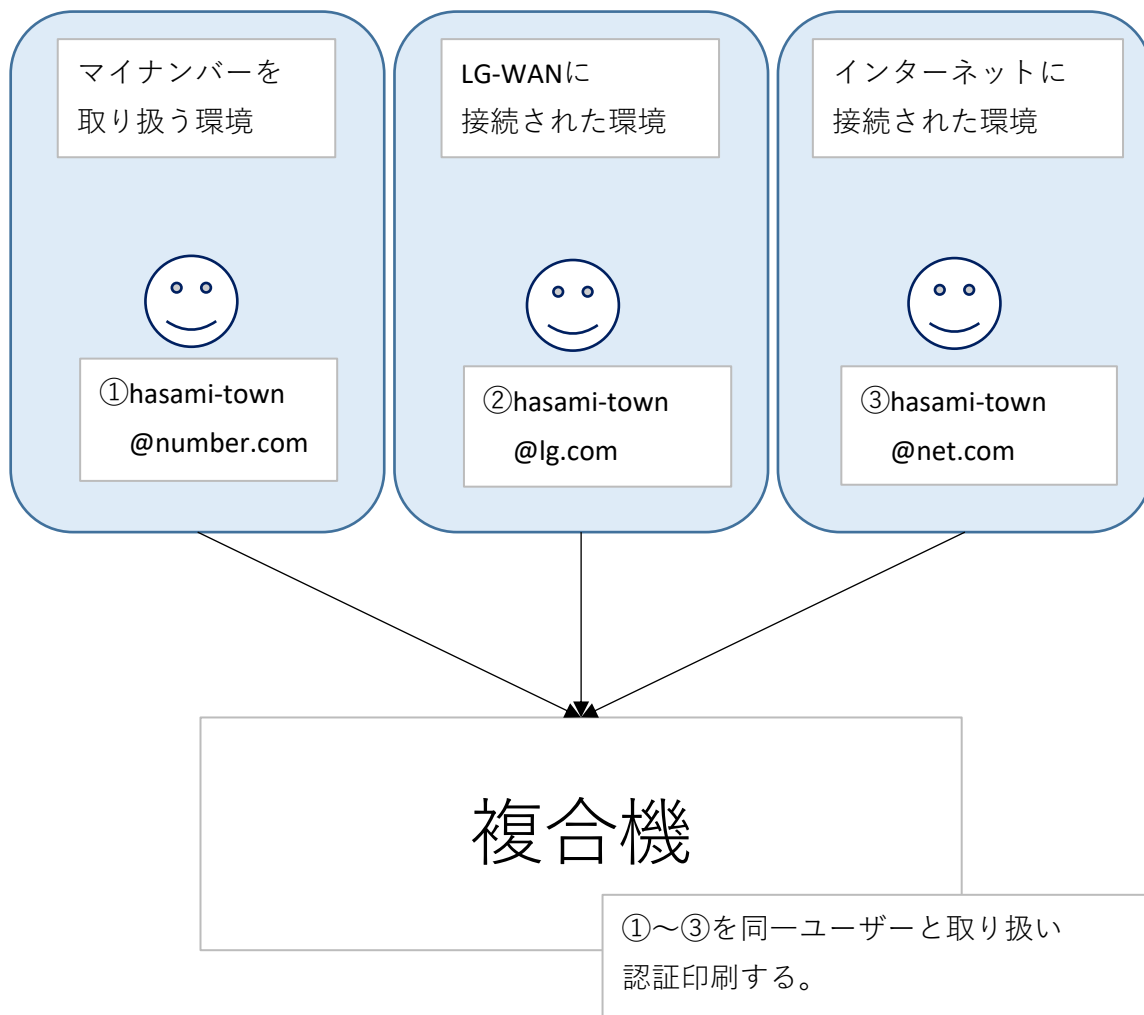 マイナンバーを
取り扱う環境
LG-WANに
接続された環境
インターネットに
接続された環境
①hasami-town
@number.com
②hasami-town
@lg.com
③hasami-town
@net.com
複合機
①～③を同一ユーザーと取り扱い
認証印刷する。